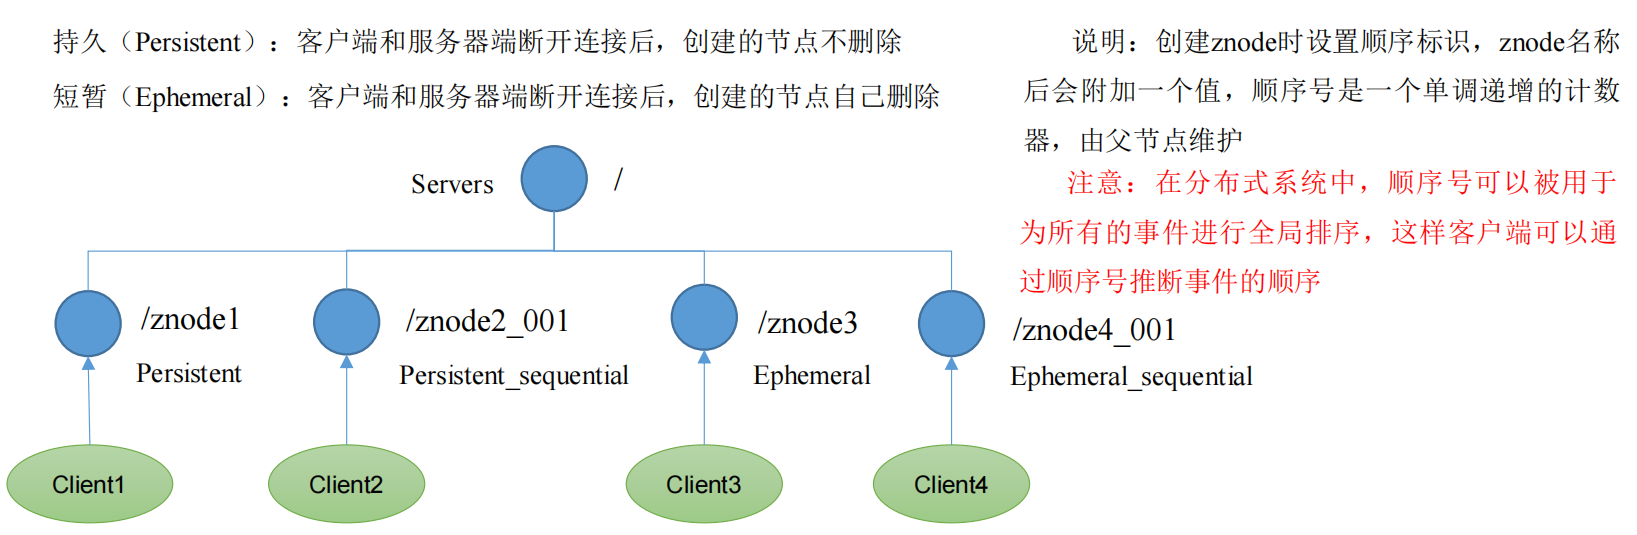 持久（Persistent）：客户端和服务器端断开连接后，创建的节点不删除
短暂（Ephemeral）：客户端和服务器端断开连接后，创建的节点自己删除
说明：创建znode时设置顺序标识，znode名称
后会附加一个值，顺序号是一个单调递增的计数
器，由父节点维护
注意：在分布式系统中，顺序号可以被用于
为所有的事件进行全局排序，这样客户端可以通
过顺序号推断事件的顺序
Servers
/
/znode1
Persistent
/znode2_001
Persistent_sequential
/znode3
Ephemeral
/znode4_001
Ephemeral_sequential
Client1
Client2
Client3
Client4